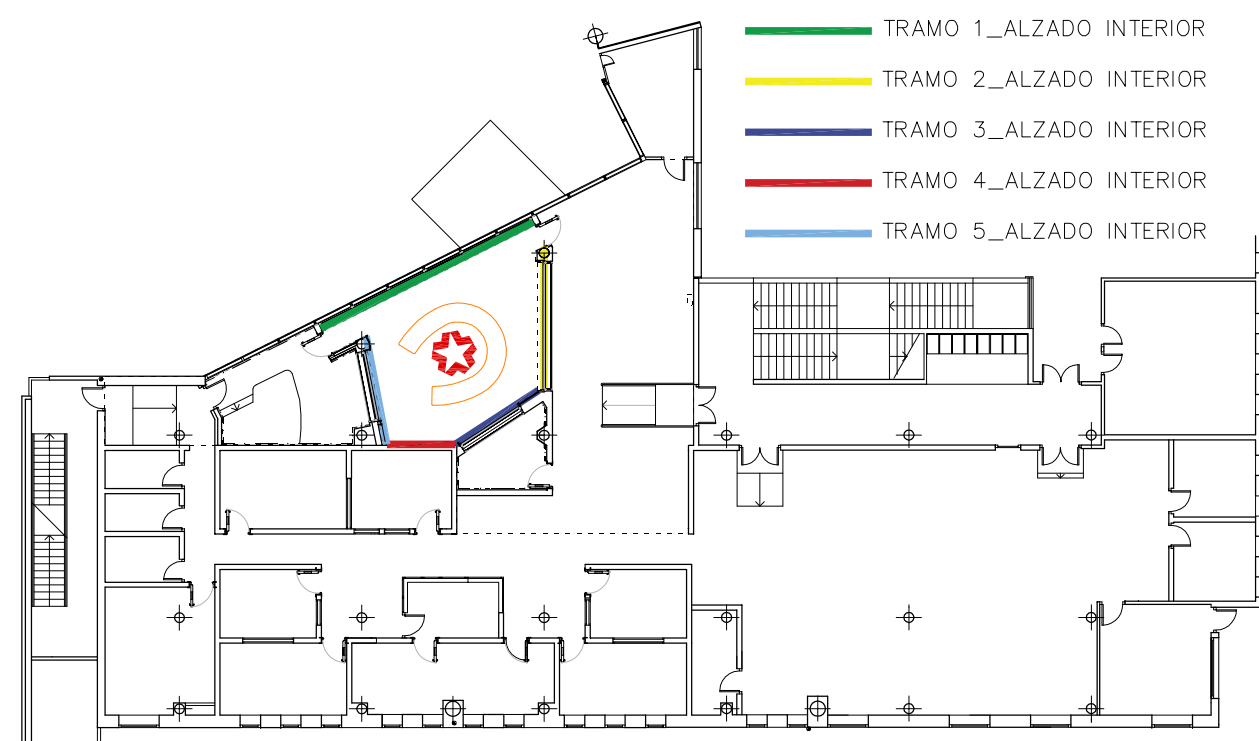 TRAMO 1_ALZADO INTERIOR
TRAMO 2_ALZADO INTERIOR
TRAMO 3_ALZADO INTERIOR
TRAMO 4_ALZADO INTERIOR
TRAMO 5_ALZADO INTERIOR